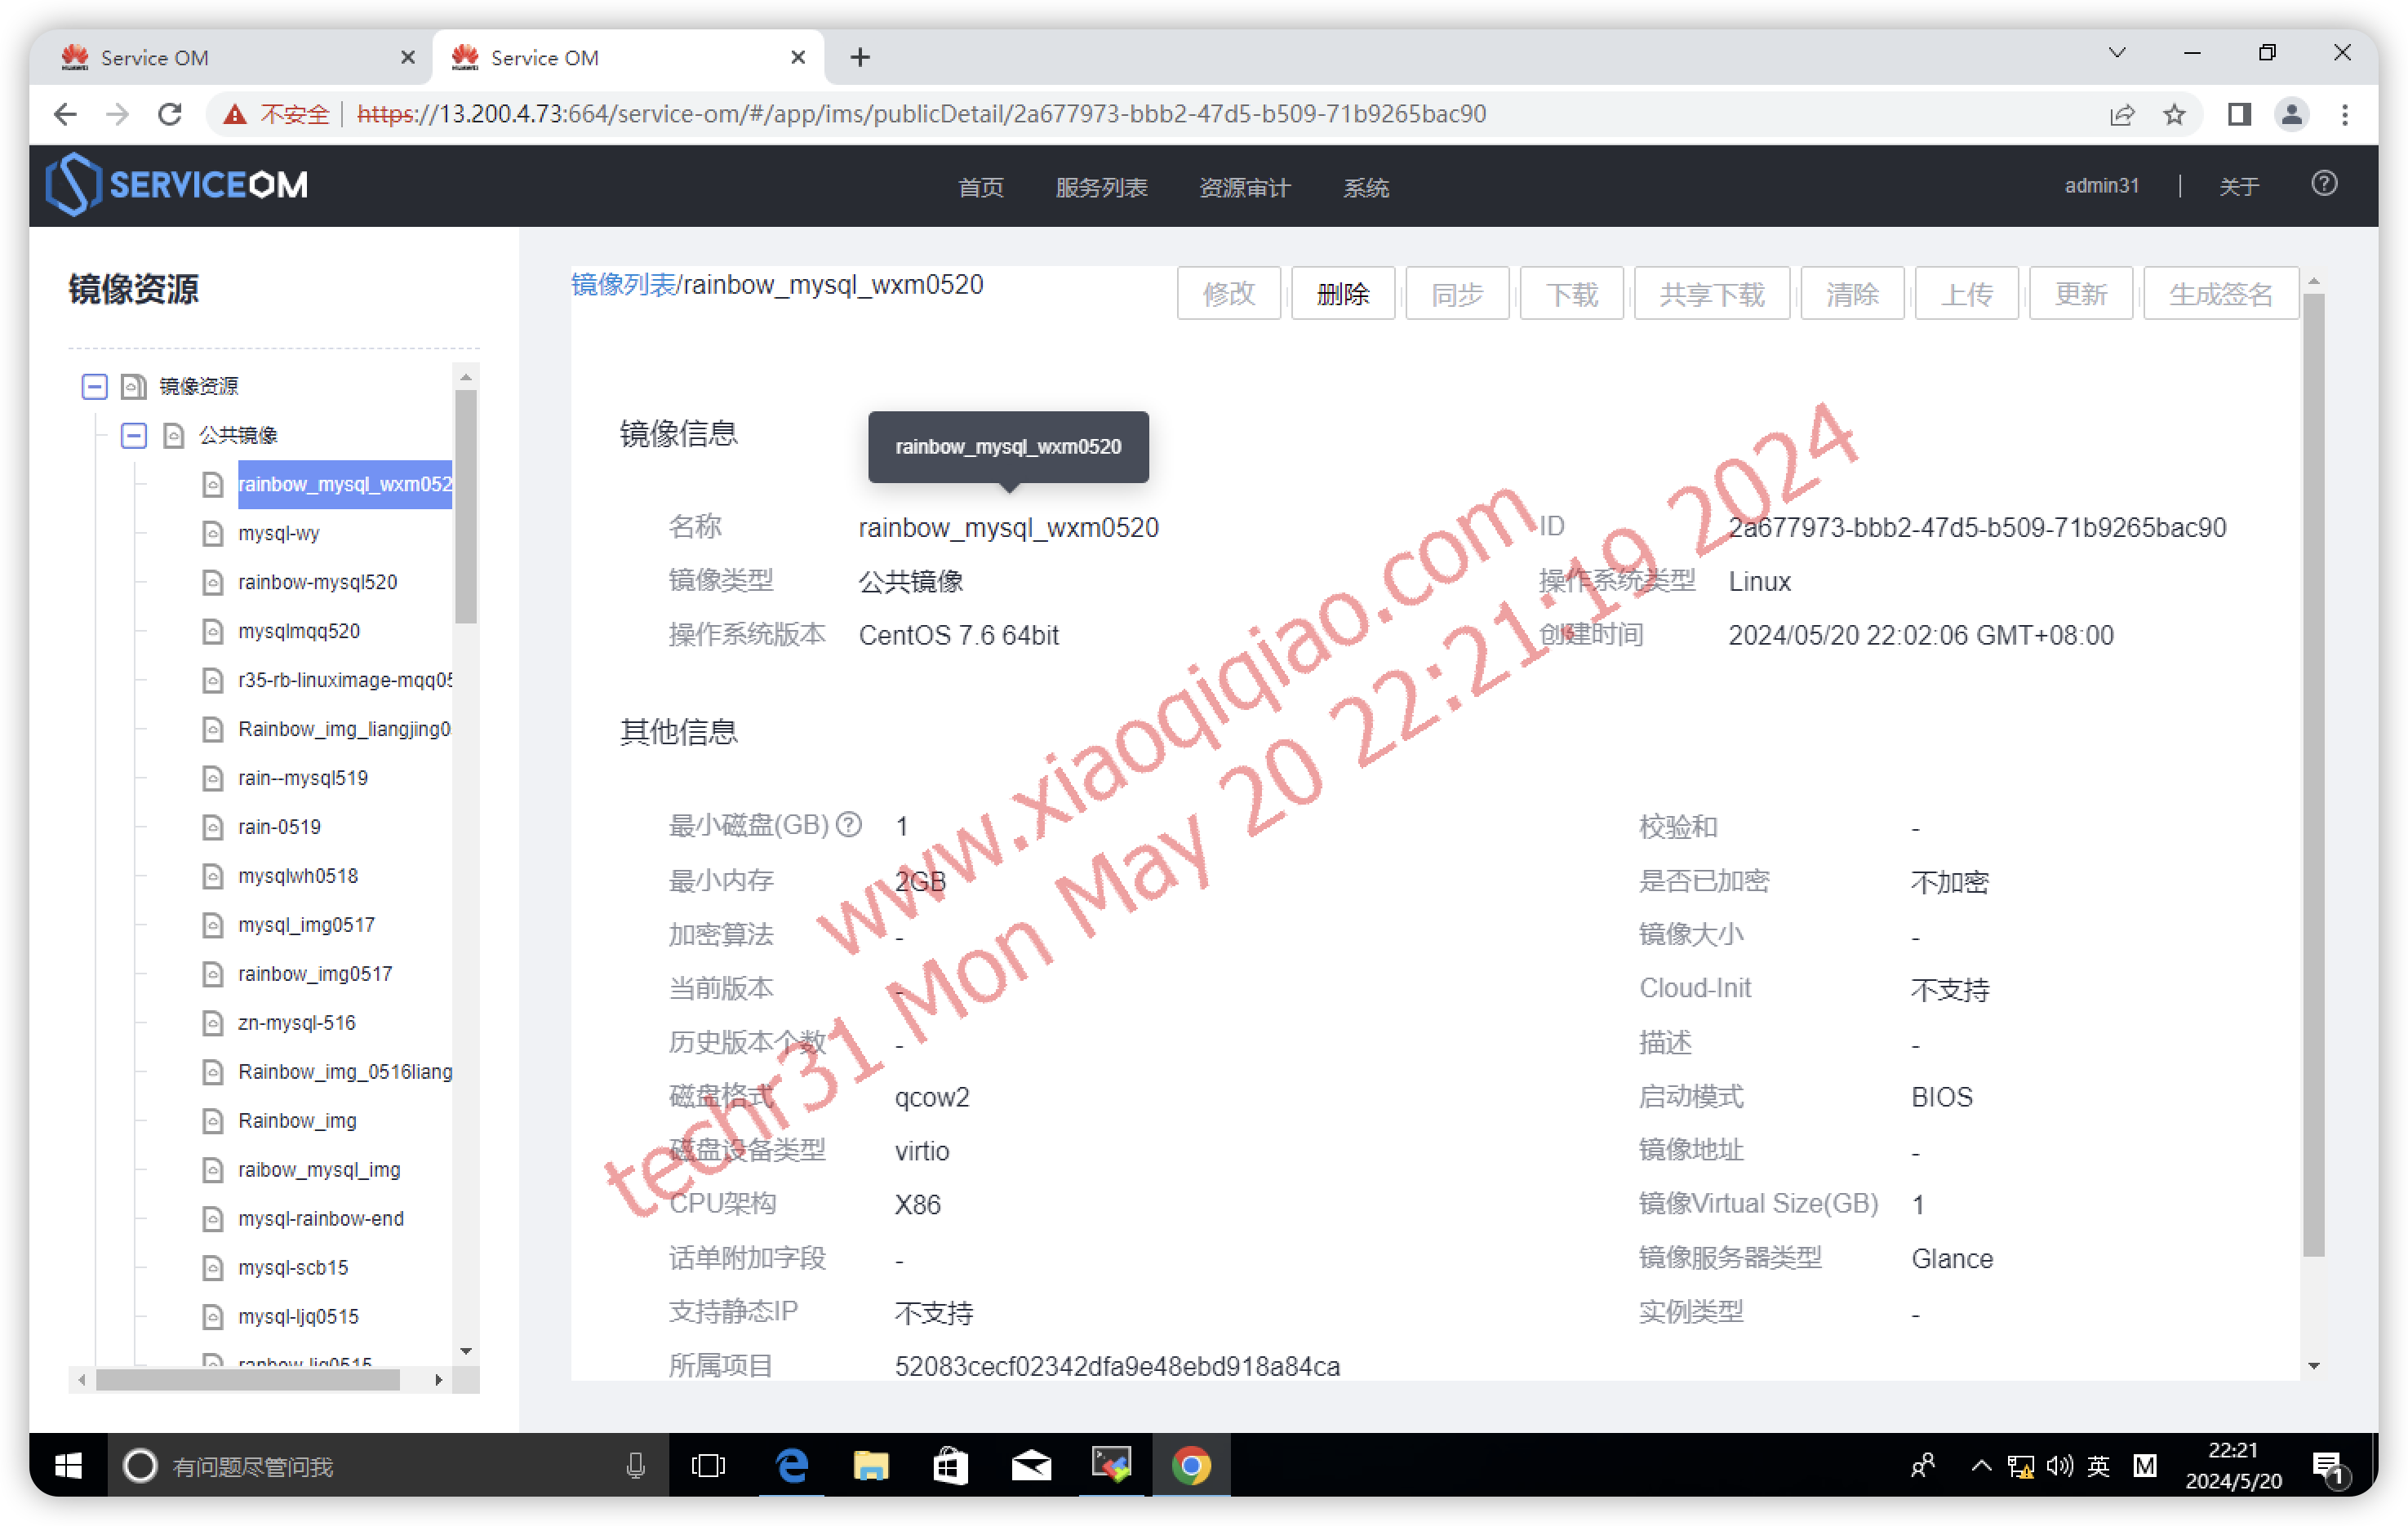 Service OM
Service OM
不安全 https://13.200.4.73:664/service-om/#/app/ims/publicDetail/2a677973-bbb2-47d5-b509-71b9265bac90
SERVICEOM
首页 服务列表 资源审计 系统
admin31 | 关于
镜像资源
镜像资源
公共镜像
rainbow_mysql_wxm052
mysql-wy
rainbow-mysql520
mysqlmqq520
r35-rb-linuximage-mqq05
Rainbow_img_liangjing0
rain--mysql519
rain-0519
mysqlwh0518
mysql_img0517
rainbow_img0517
zn-mysql-516
Rainbow_img_0516liang
Rainbow_img
raibow_mysql_img
mysql-rainbow-end
mysql-scb15
mysql-ljq0515
ranbow-ljq0515
镜像列表/rainbow_mysql_wxm0520
修改 删除 同步 下载 共享下载 清除 上传 更新 生成签名
镜像信息
rainbow_mysql_wxm0520
名称 rainbow_mysql_wxm0520 ID 2a677973-bbb2-47d5-b509-71b9265bac90
镜像类型 公共镜像 操作系统类型 Linux
操作系统版本 CentOS 7.6 64bit 创建时间 2024/05/20 22:02:06 GMT+08:00
其他信息
最小磁盘(GB) ? 1 校验和 -
最小内存 2GB 是否已加密 不加密
加密算法 - 镜像大小 -
当前版本 - Cloud-Init 不支持
历史版本个数 - 描述 -
磁盘格式 qcow2 启动模式 BIOS
磁盘设备类型 virtio 镜像地址 -
CPU架构 X86 镜像Virtual Size(GB) 1
话单附加字段 - 镜像服务器类型 Glance
支持静态IP 不支持 实例类型 -
所属项目 52083cecf02342dfa9e48ebd918a84ca
www.xiaoqiqiao.com
techr31 Mon May 20 22:21:19 2024
有问题尽管问我
英 M
22:21
2024/5/20
1